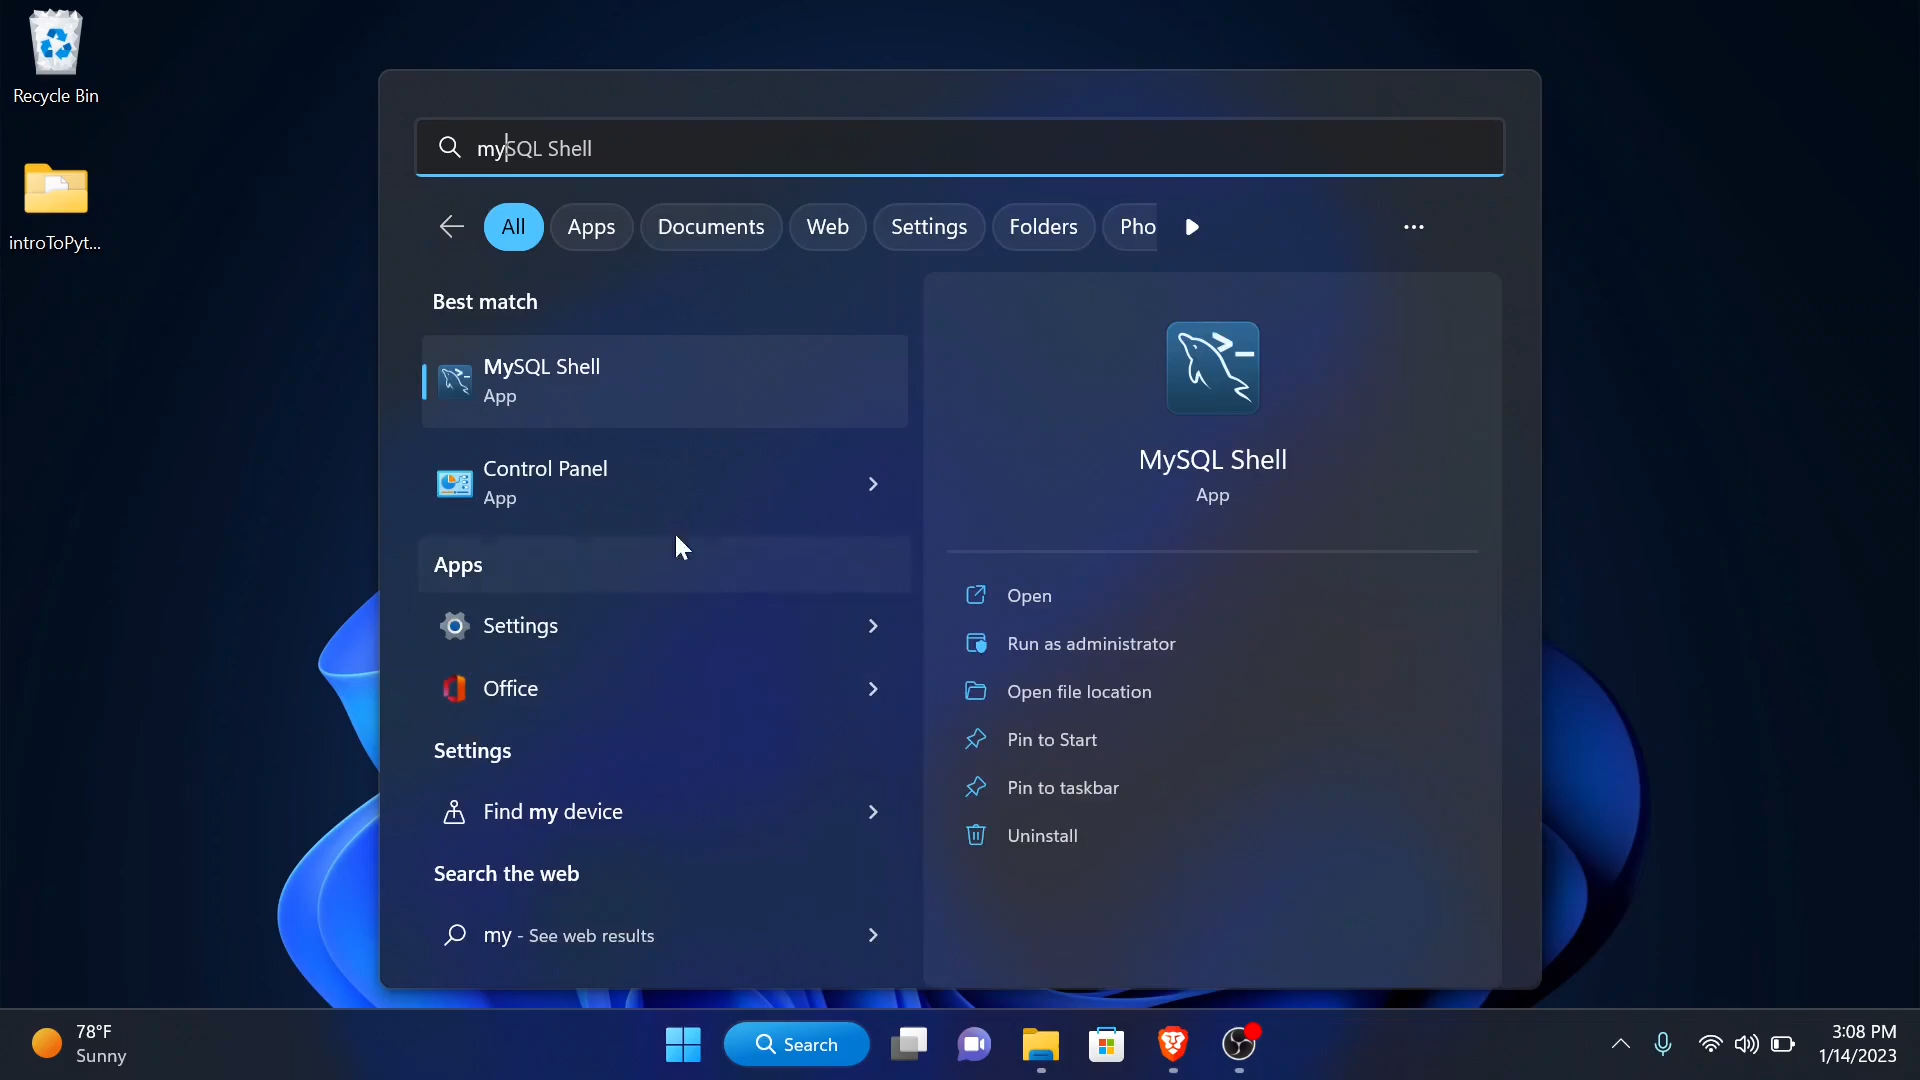 Recycle Bin
introToPyt...
mySQL Shell
All
Apps
Documents
Web
Settings
Folders
Pho
Best match
MySQL Shell
App
Control Panel
App
Apps
Settings
Office
Settings
Find my device
Search the web
my - See web results
MySQL Shell
App
Open
Run as administrator
Open file location
Pin to Start
Pin to taskbar
Uninstall
78°F
Sunny
Search
3:08 PM
1/14/2023